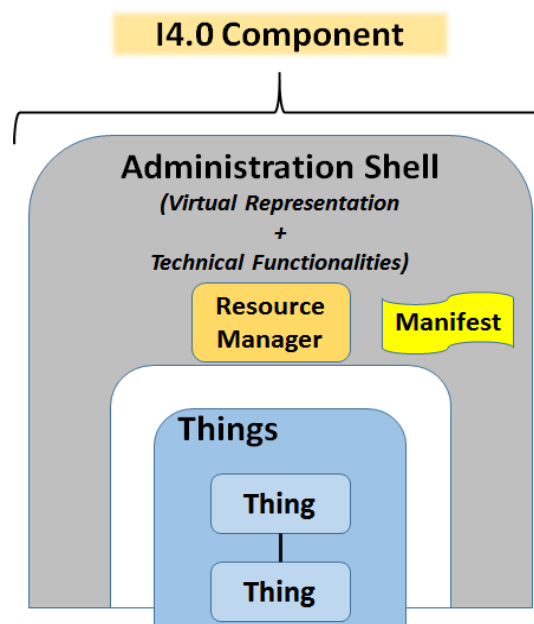 I4.0 Component
Administration Shell
(Virtual Representation
+
Technical Functionalities)
Resource
Manager
Manifest
Things
Thing
Thing